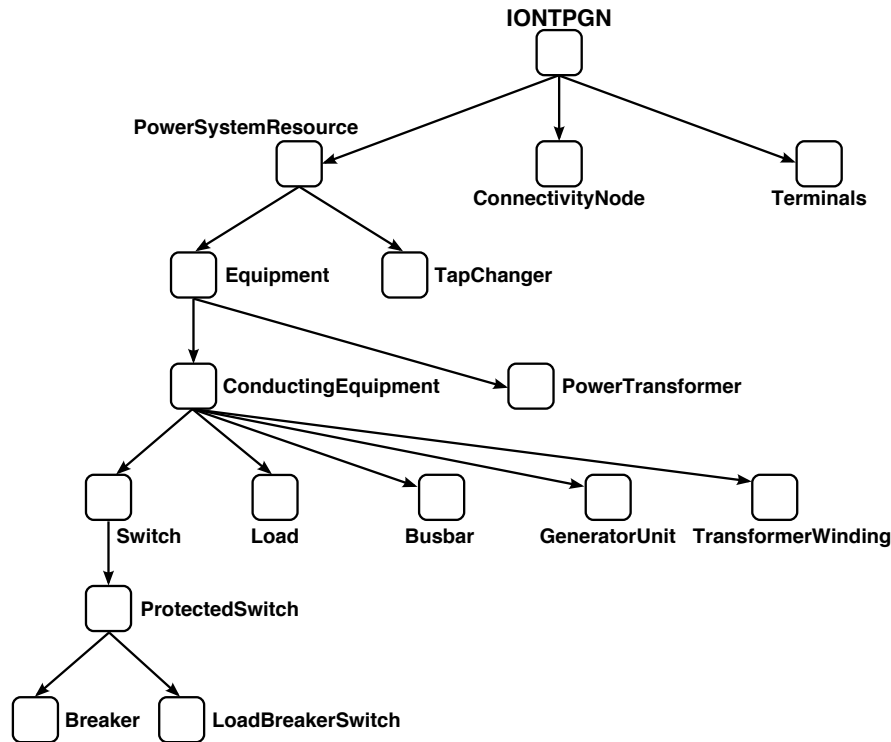 IONTPGN
PowerSystemResource
ConnectivityNode
Terminals
Equipment
TapChanger
ConductingEquipment
PowerTransformer
Switch
Load
Busbar
GeneratorUnit
TransformerWinding
ProtectedSwitch
Breaker
LoadBreakerSwitch